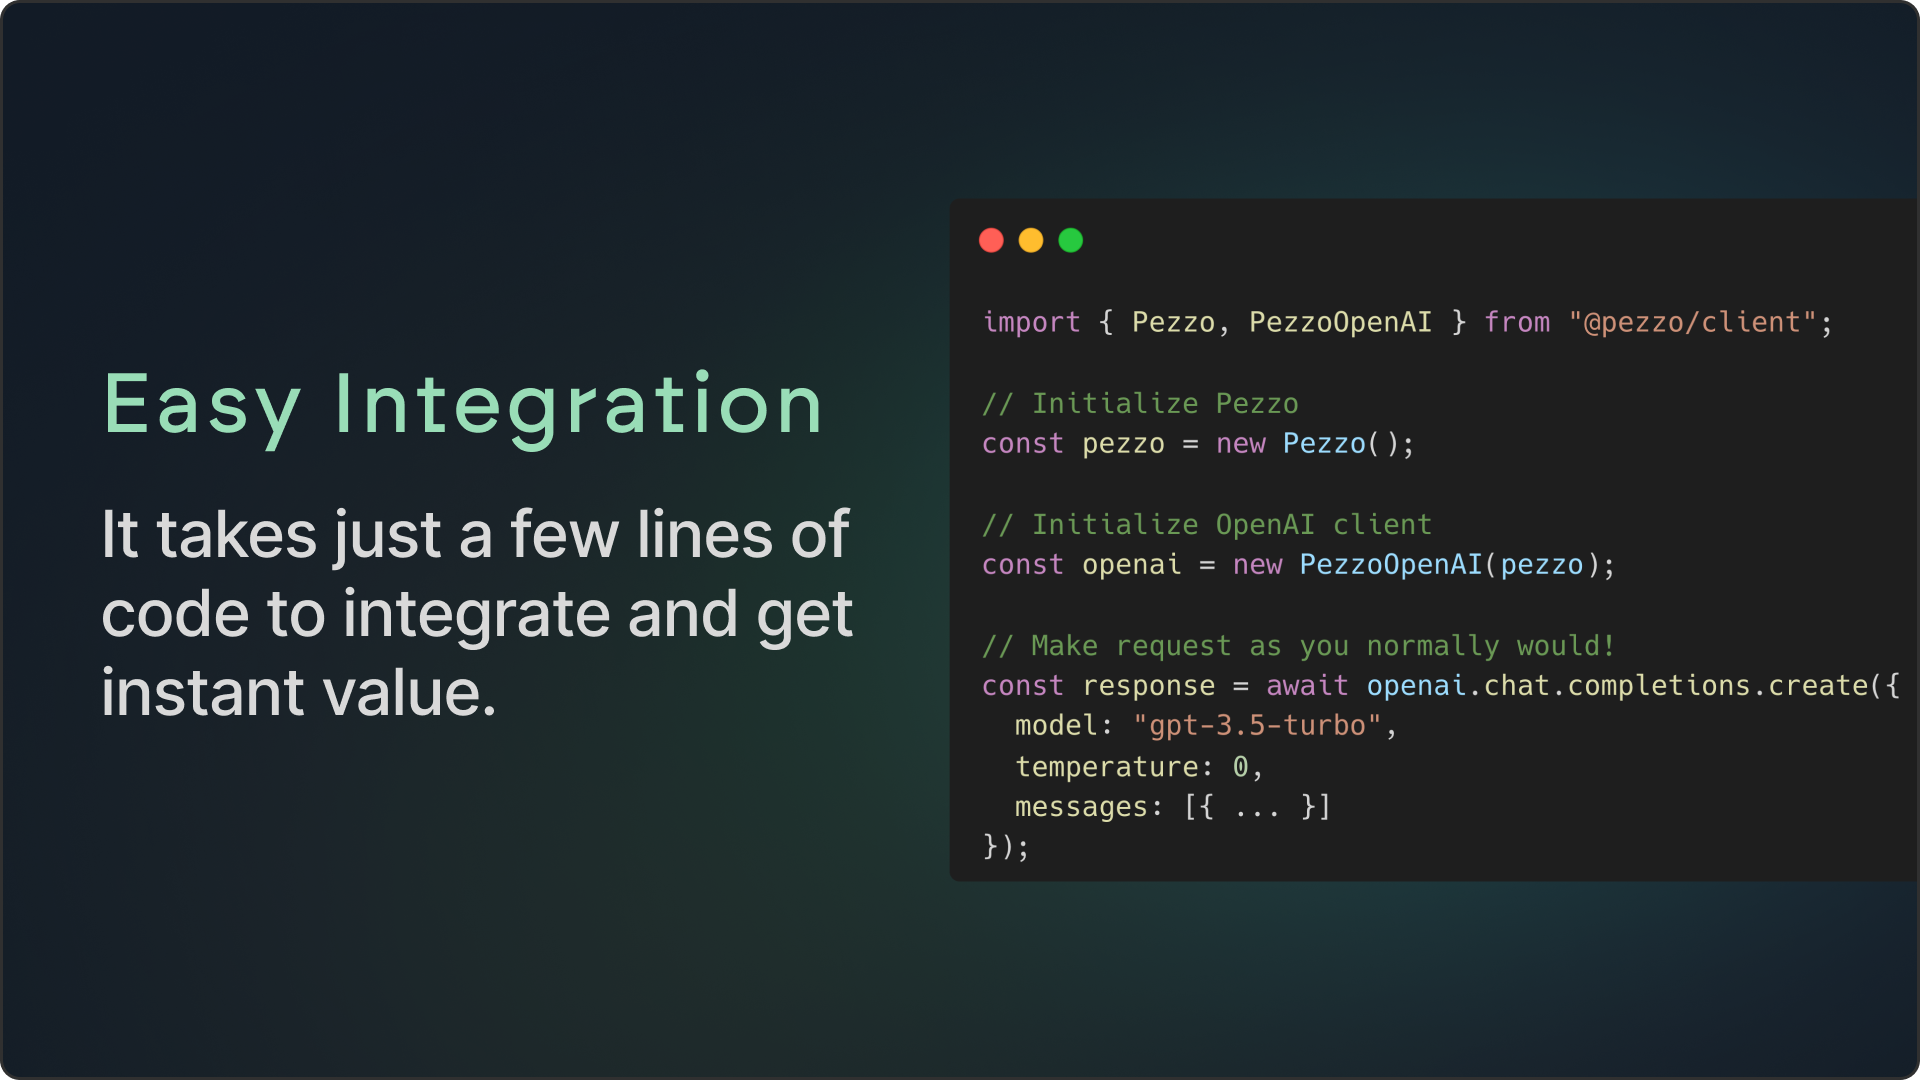 Easy Integration
It takes just a few lines of
code to integrate and get
instant value.
import { Pezzo, PezzoOpenAI } from "@pezzo/client";
// Initialize Pezzo
const pezzo = new Pezzo();
// Initialize OpenAI client
const openai = new PezzoOpenAI(pezzo);
// Make request as you normally would!
const response = await openai.chat.completions.create({
  model: "gpt-3.5-turbo",
  temperature: 0,
  messages: [{ ... }]
});